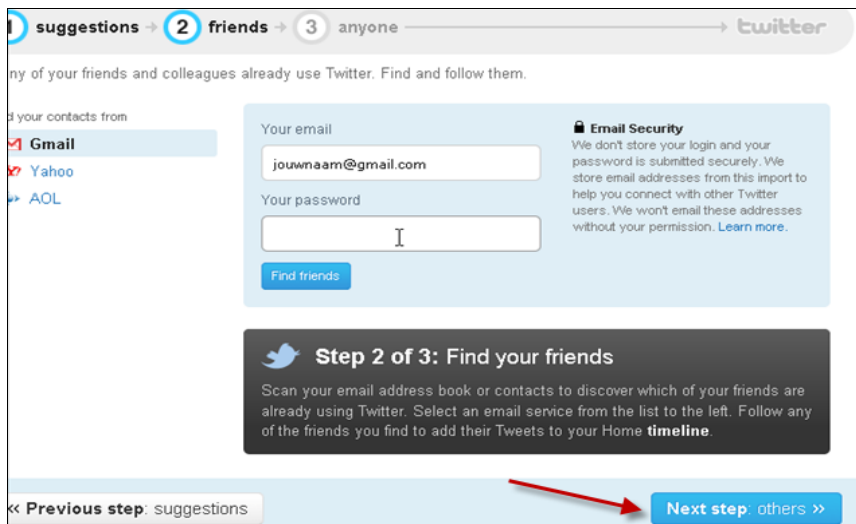 1 suggestions → 2 friends → 3 anyone → twitter
ny of your friends and colleagues already use Twitter. Find and follow them.
d your contacts from
Gmail
Yahoo
AOL
Your email
jouwnaam@gmail.com
Your password
Find friends
Email Security
We don't store your login and your
password is submitted securely. We
store email addresses from this import to
help you connect with other Twitter
users. We won't email these addresses
without your permission. Learn more.
Step 2 of 3: Find your friends
Scan your email address book or contacts to discover which of your friends are
already using Twitter. Select an email service from the list to the left. Follow any
of the friends you find to add their Tweets to your Home timeline.
« Previous step: suggestions
Next step: others »